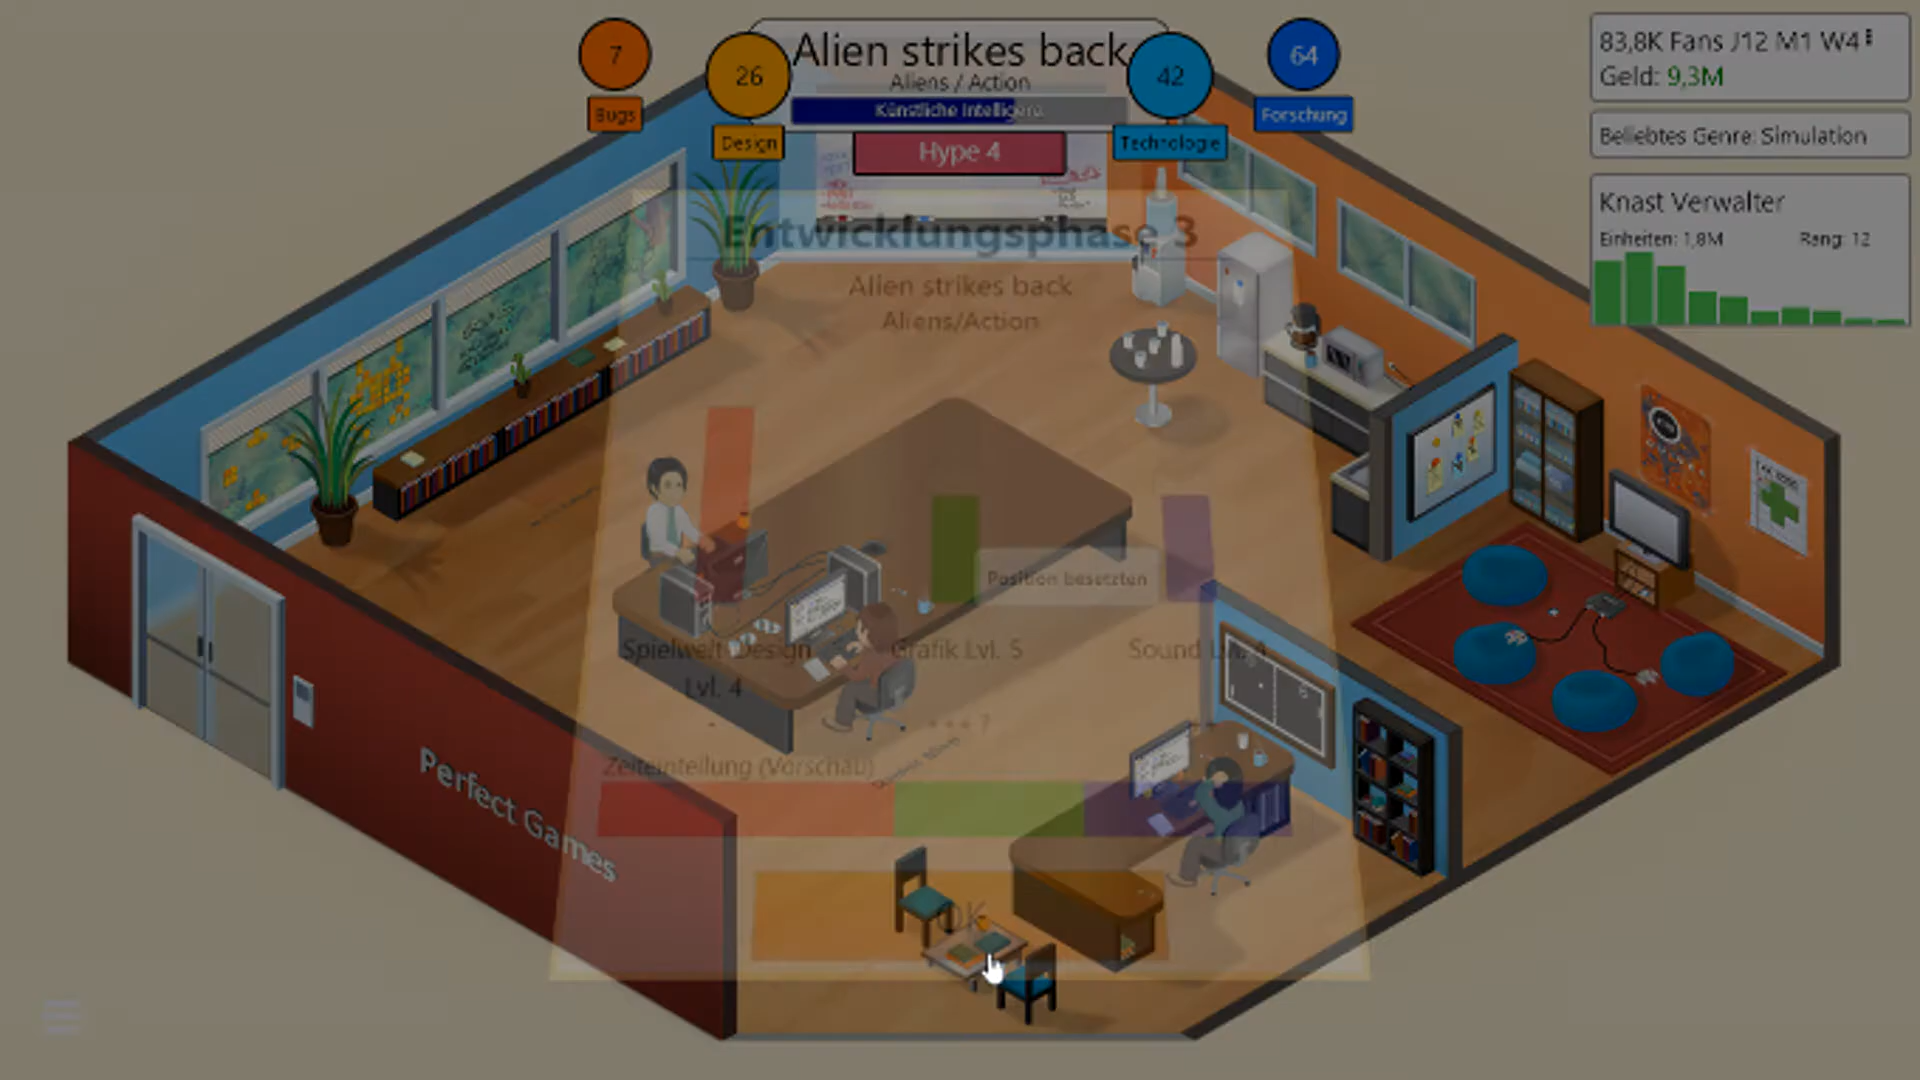 7
Bugs
26
Design
Alien strikes back
Aliens / Action
Künstliche Intelligenz
Hype 4
42
Technologie
64
Forschung
83,8K Fans J12 M1 W4
Geld: 9,3M
Beliebtes Genre: Simulation
Knast Verwalter
Einheiten: 1,8M Rang: 12
Entwicklungsphase 3
Alien strikes back
Aliens/Action
Position besetzten
Spielwelt-Design
Lvl. 4
Grafik Lvl. 5
Sound Lvl. 4
Zeiteinteilung (Vorschau)
OK
Perfect Games